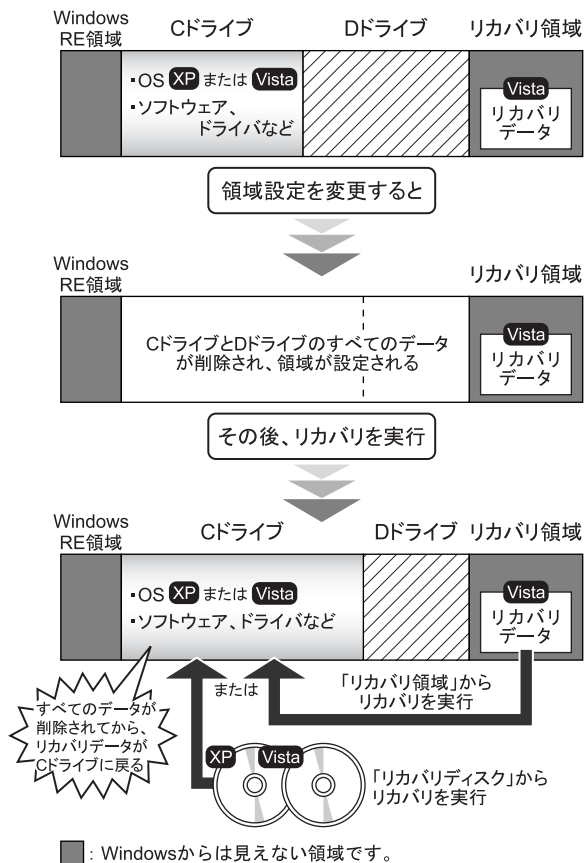 Windows
RE領域
Cドライブ
Dドライブ
リカバリ領域
▪OS XP または Vista
▪ソフトウェア、
ドライバなど
Vista
リカバリ
データ
領域設定を変更すると
Windows
RE領域
リカバリ領域
CドライブとDドライブのすべてのデータ
が削除され、領域が設定される
Vista
リカバリ
データ
その後、リカバリを実行
Windows
RE領域
Cドライブ
Dドライブ
リカバリ領域
▪OS XP または Vista
▪ソフトウェア、ドライバなど
Vista
リカバリ
データ
すべてのデータが
削除されてから、
リカバリデータが
Cドライブに戻る
または
「リカバリ領域」から
リカバリを実行
XP
Vista
「リカバリディスク」から
リカバリを実行
: Windowsからは見えない領域です。